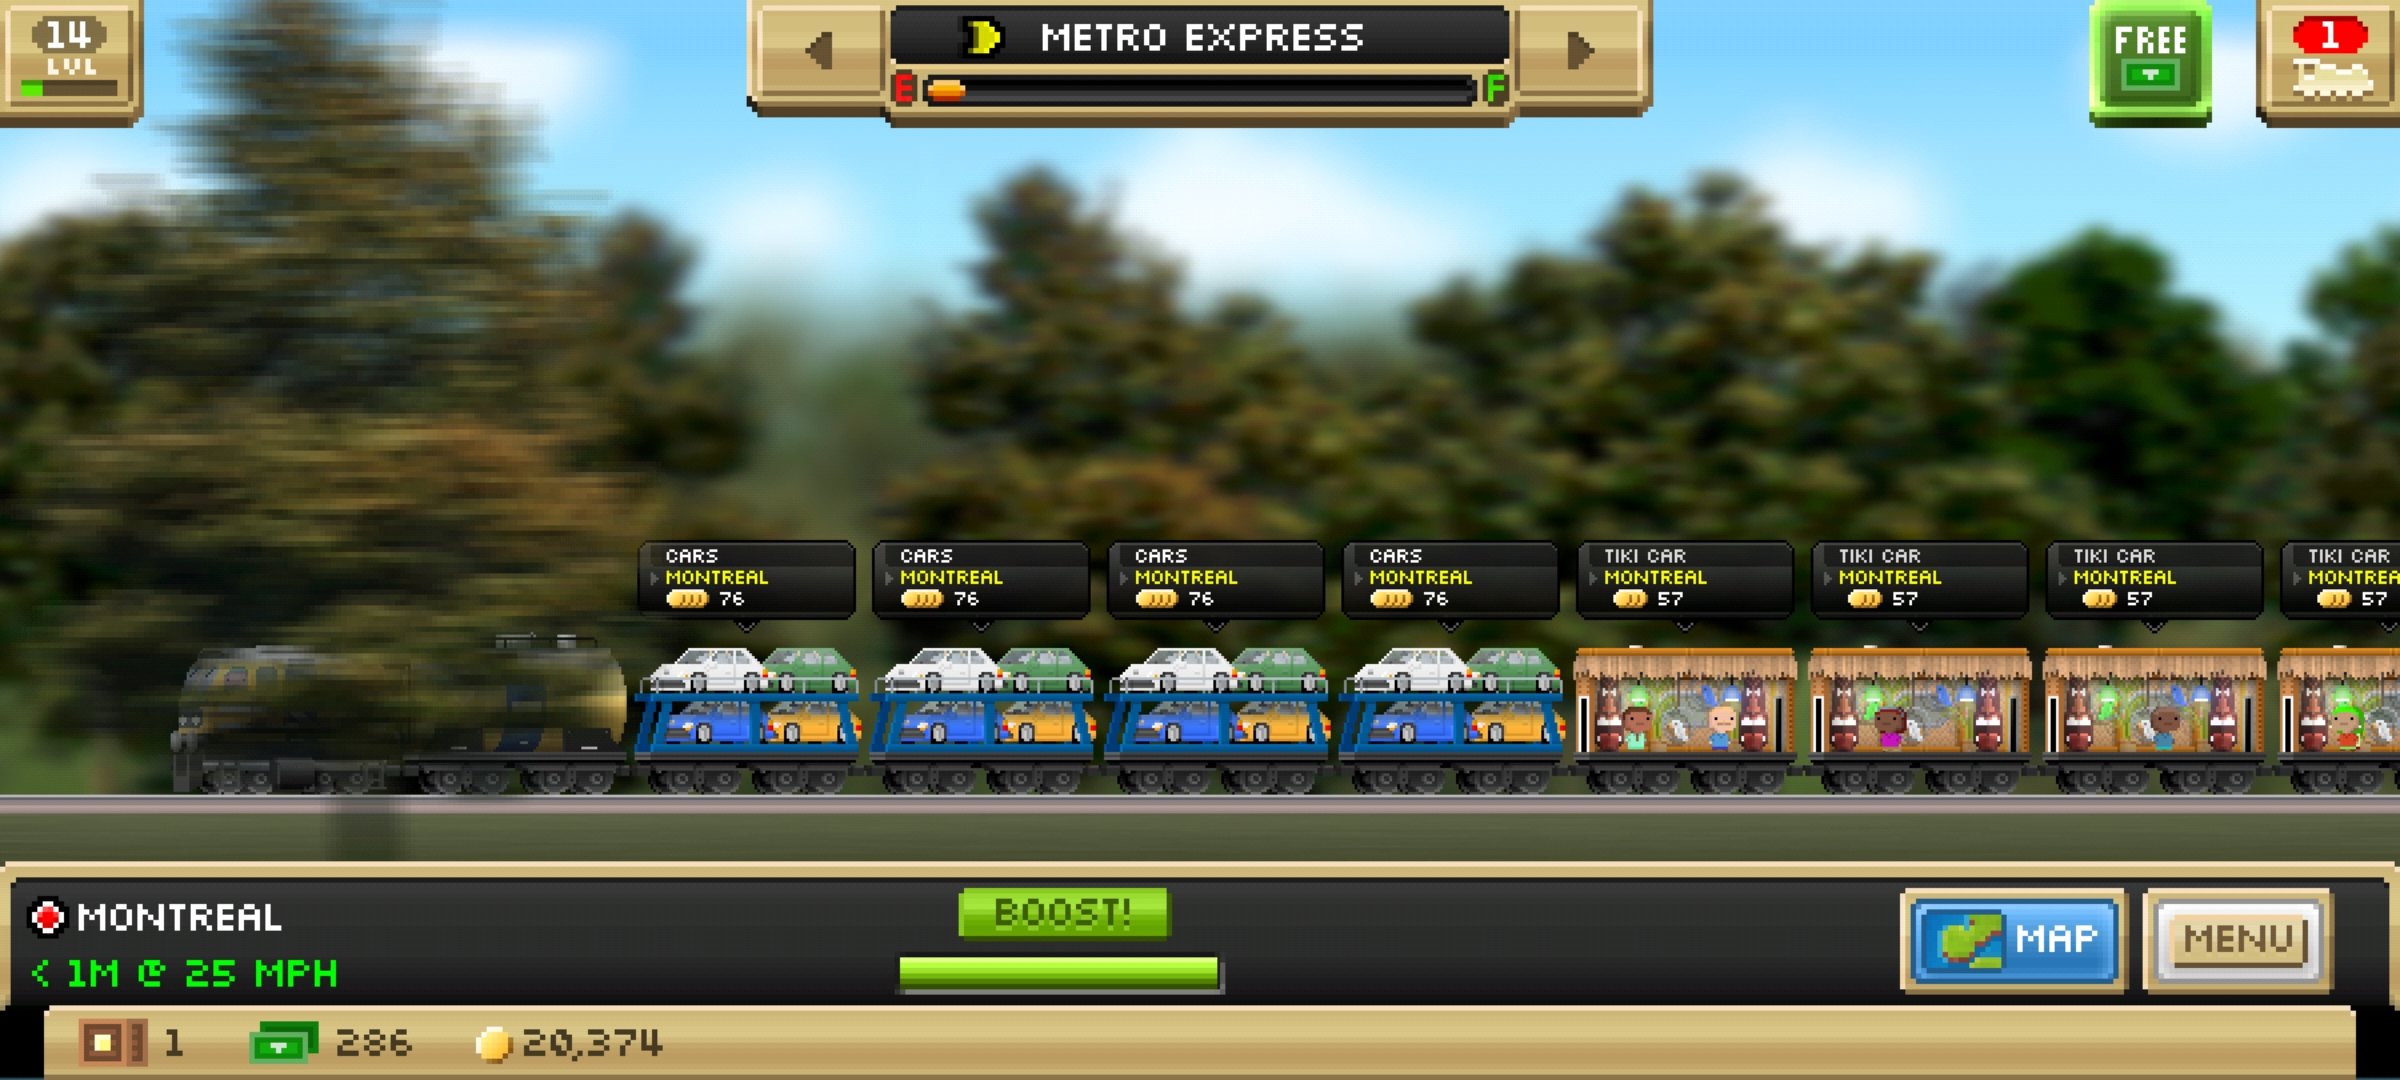 14
LVL
METRO EXPRESS
E F
FREE
1
CARS
MONTREAL
76
CARS
MONTREAL
76
CARS
MONTREAL
76
CARS
MONTREAL
76
TIKI CAR
MONTREAL
57
TIKI CAR
MONTREAL
57
TIKI CAR
MONTREAL
57
TIKI CAR
MONTREA
57
MONTREAL
< 1M @ 25 MPH
BOOST!
MAP
MENU
1 286 20,374